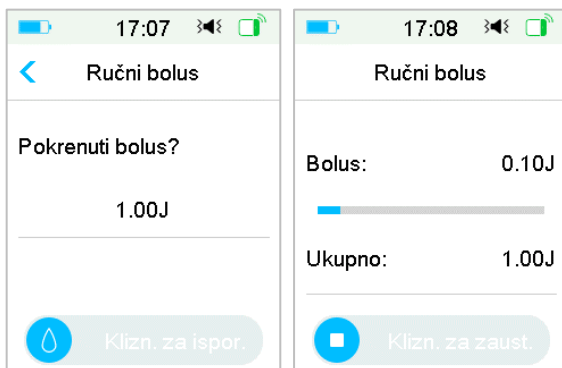 17:07
Ručni bolus
Pokrenuti bolus?
1.00J
Klizn. za ispor.
17:08
Ručni bolus
Bolus: 0.10J
Ukupno: 1.00J
Klizn. za zaust.